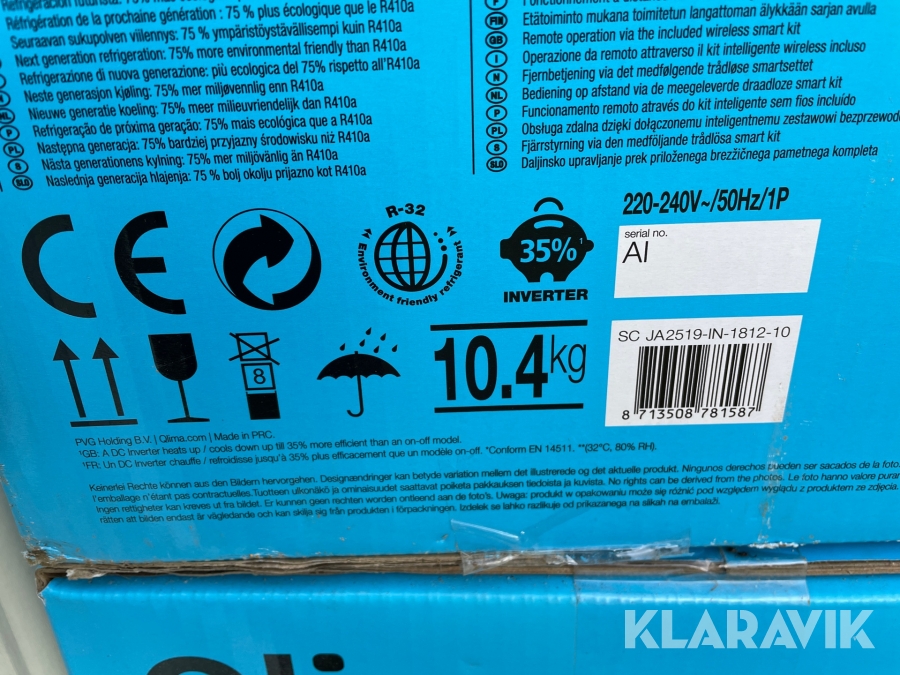 Réfrigération de la prochaine génération : 75 % plus écologique que le R410a
Seuraavan sukupolven viilennys: 75 % ympäristöystävällisempi kuin R410a
Next generation refrigeration: 75% more environmental friendly than R410a
Refrigerazione di nuova generazione: più ecologica del 75% rispetto all'R410a
Neste generasjon kjøling: 75% mer miljøvennlig enn R410a
Nieuwe generatie koeling: 75% meer milieuvriendelijk dan R410a
P Refrigeração de próxima geração: 75% mais ecológica que a R410a
PL Następna generacja: 75% bardziej przyjazny środowisku niż R410a
S Nästa generationens kylning: 75% mer miljövänlig än R410a
SLO Naslednja generacija hlajenja: 75 % bolj okolju prijazno kot R410a
FIN Etätoiminto mukana toimitetun langattoman älykkään sarjan avulla
GB Remote operation via the included wireless smart kit
I Operazione da remoto attraverso il kit intelligente wireless incluso
N Fjernbetjening via det medfølgende trådløse smartsettet
NL Bediening op afstand via de meegeleverde draadloze smart kit
P Funcionamento remoto através do kit inteligente sem fios incluído
PL Obsługa zdalna dzięki dołączonemu inteligentnemu zestawowi bezprzewodo
S Fjärrstyrning via den medföljande trådlösa smart kit
SLO Daljinsko upravljanje prek priloženega brezžičnega pametnega kompleta
CE
R-32
Environment friendly refrigerant
35%¹
INVERTER
220-240V~/50Hz/1P
serial no.
AI
8
10.4kg
SC JA2519-IN-1812-10
8 713508 781587
PVG Holding B.V. | Qlima.com | Made in PRC.
¹GB: A DC Inverter heats up / cools down up till 35% more efficient than an on-off model. *Conform EN 14511. **(32°C, 80% RH).
¹FR: Un DC Inverter chauffe / refroidisse jusqu'à 35% plus efficacement que un modèle on-off.
Keinerlei Rechte können aus den Bildern hervorgehen. Designændringer kan betyde variation mellem det illustrerede og det aktuelle produkt. Ningunos derechos pueden ser sacados de la foto.
l'emballage n'étant pas contractuelles. Tuotteen ulkonäkö ja ominaisuudet saattavat poiketa pakkauksen tiedoista ja kuvista. No rights can be derived from the photos. Le foto hanno valore puram
Ingen rettigheter kan kreves ut fra bildet. Er kunnen geen rechten worden ontleend aan de foto's. Uwaga: produkt w opakowaniu może się różnić pod względem wyglądu z produktem ze zdjęcia.
rätten att bilden endast är vägledande och kan skilja sig från produkten i förpackningen. Izdelek se lahko razlikuje od prikazanega na slikah na embalaži.
KLARAVIK